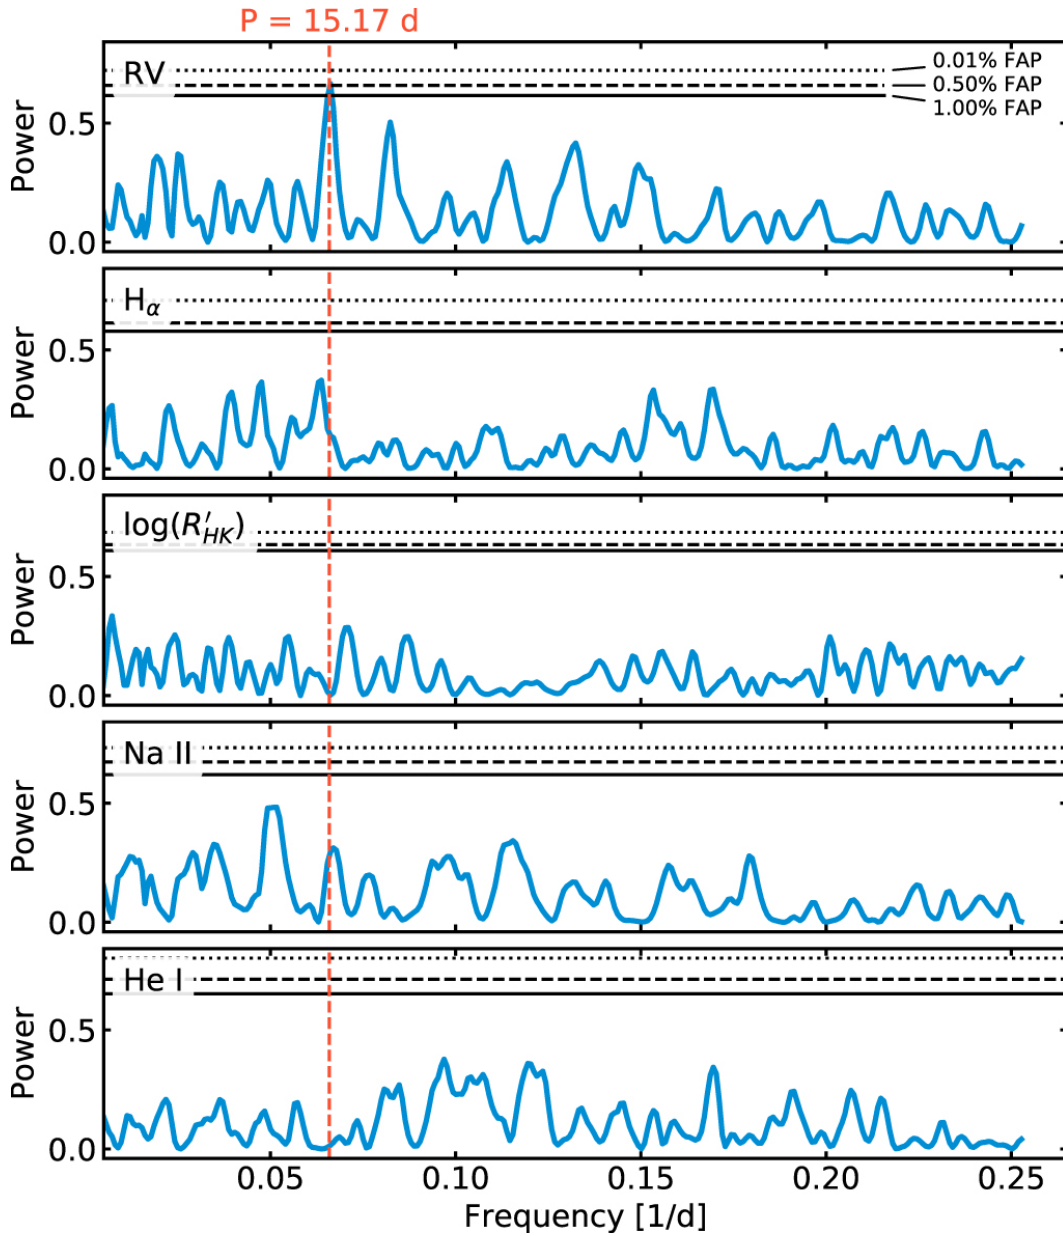 P = 15.17 d
RV
0.01% FAP
0.50% FAP
1.00% FAP
Power
0.5
0.0
Hα
Power
0.5
0.0
log(R′HK)
Power
0.5
0.0
Na II
Power
0.5
0.0
He I
Power
0.5
0.0
0.05 0.10 0.15 0.20 0.25
Frequency [1/d]